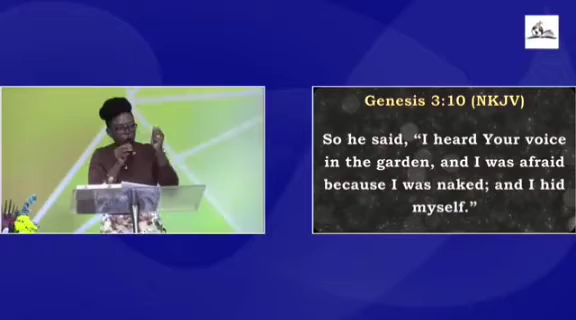 Genesis 3:10 (NKJV)
So he said, “I heard Your voice
in the garden, and I was afraid
because I was naked; and I hid
myself.”